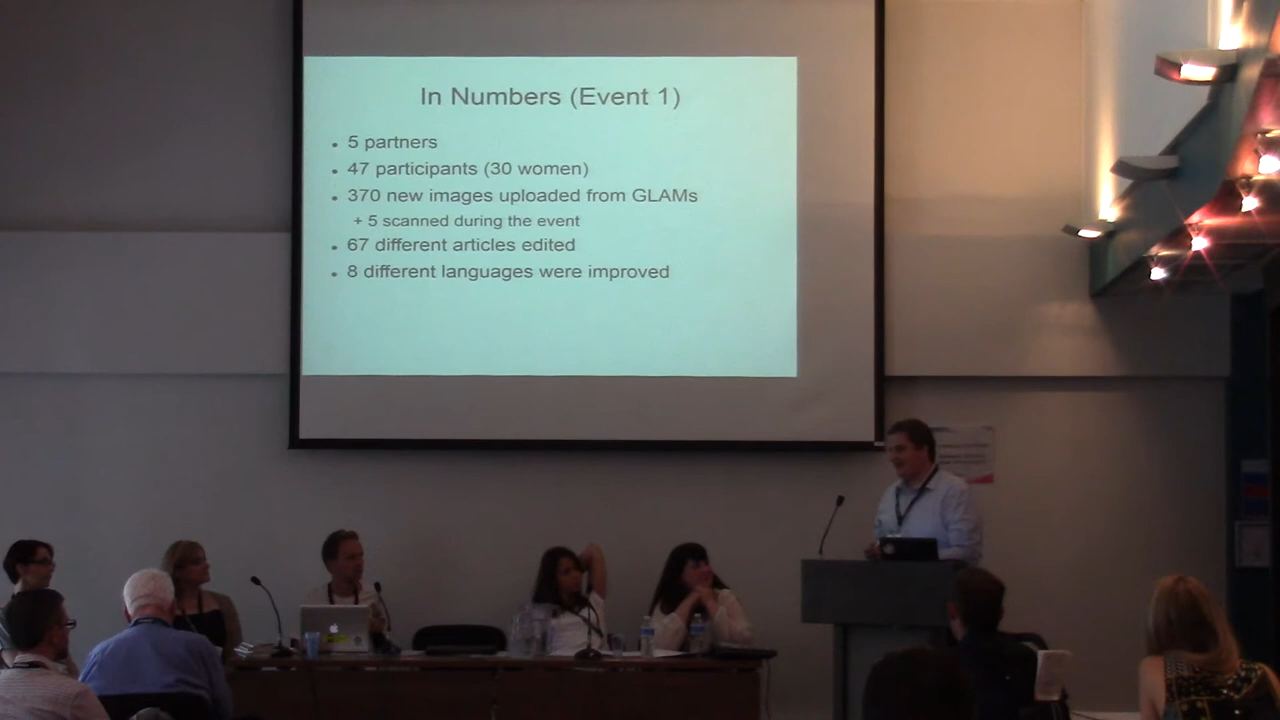 In Numbers (Event 1)
• 5 partners
• 47 participants (30 women)
• 370 new images uploaded from GLAMs
+ 5 scanned during the event
• 67 different articles edited
• 8 different languages were improved